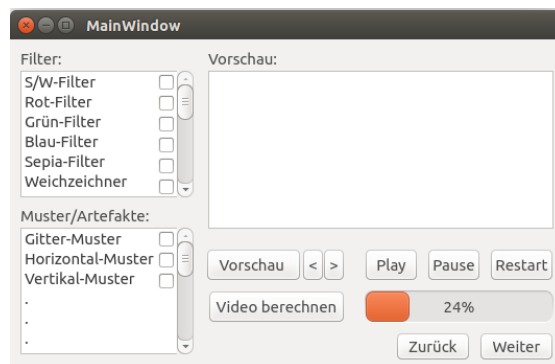 MainWindow
Filter:
S/W-Filter
Rot-Filter
Grün-Filter
Blau-Filter
Sepia-Filter
Weichzeichner
Muster/Artefakte:
Gitter-Muster
Horizontal-Muster
Vertikal-Muster
.
.
.
Vorschau:
Vorschau < > Play Pause Restart
Video berechnen 24%
Zurück Weiter